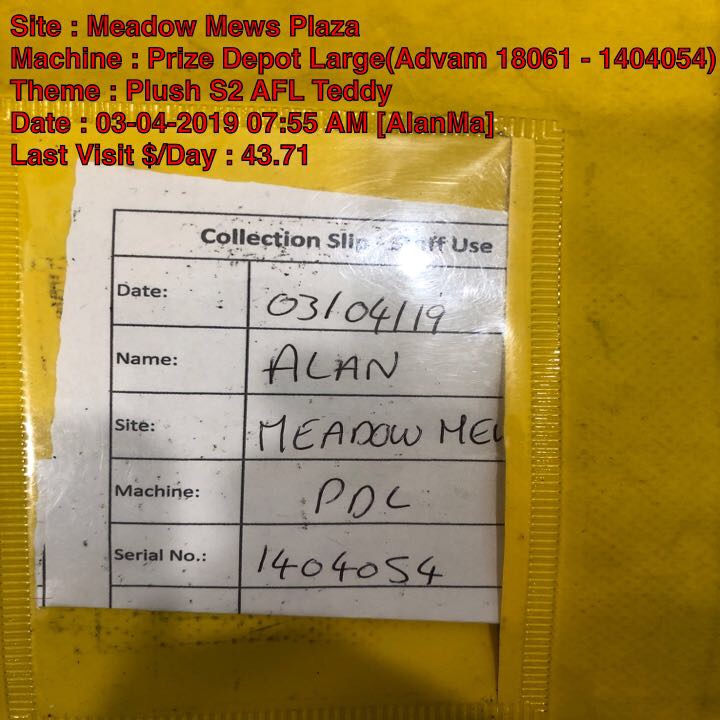 Site : Meadow Mews Plaza
Machine : Prize Depot Large(Advam 18061 - 1404054)
Theme : Plush S2 AFL Teddy
Date : 03-04-2019 07:55 AM [AlanMa]
Last Visit $/Day : 43.71
Collection Slip - Staff Use
Date: 03/04/19
Name: ALAN
Site: MEADOW MEW
Machine: PDL
Serial No.: 1404054